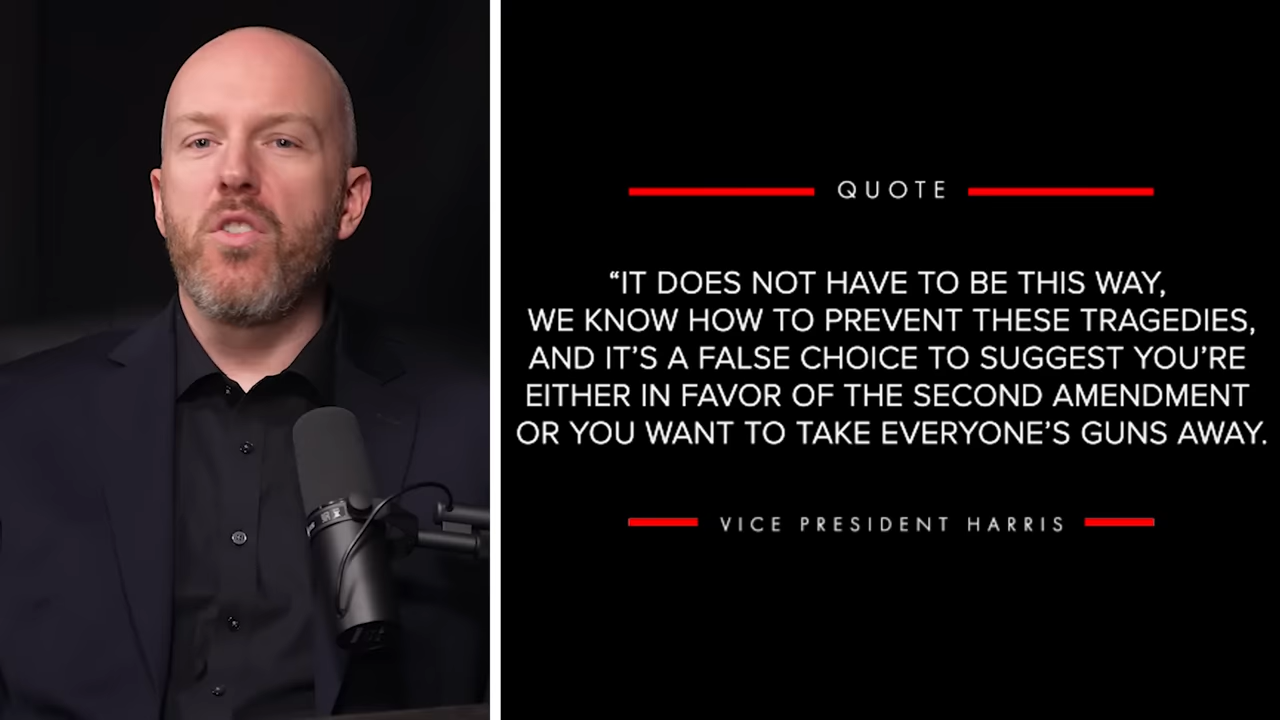 QUOTE
“IT DOES NOT HAVE TO BE THIS WAY,
WE KNOW HOW TO PREVENT THESE TRAGEDIES,
AND IT’S A FALSE CHOICE TO SUGGEST YOU’RE
EITHER IN FAVOR OF THE SECOND AMENDMENT
OR YOU WANT TO TAKE EVERYONE’S GUNS AWAY.
VICE PRESIDENT HARRIS